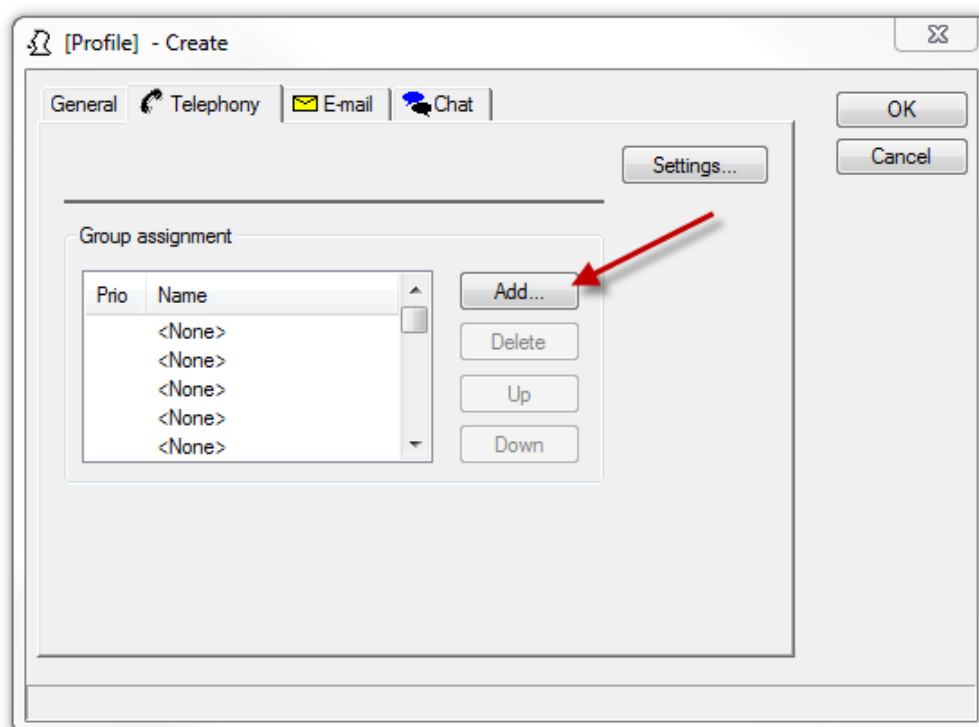 [Profile] - Create
General Telephony E-mail Chat
OK
Cancel
Settings...
Group assignment
Prio Name
<None>
<None>
<None>
<None>
<None>
Add...
Delete
Up
Down